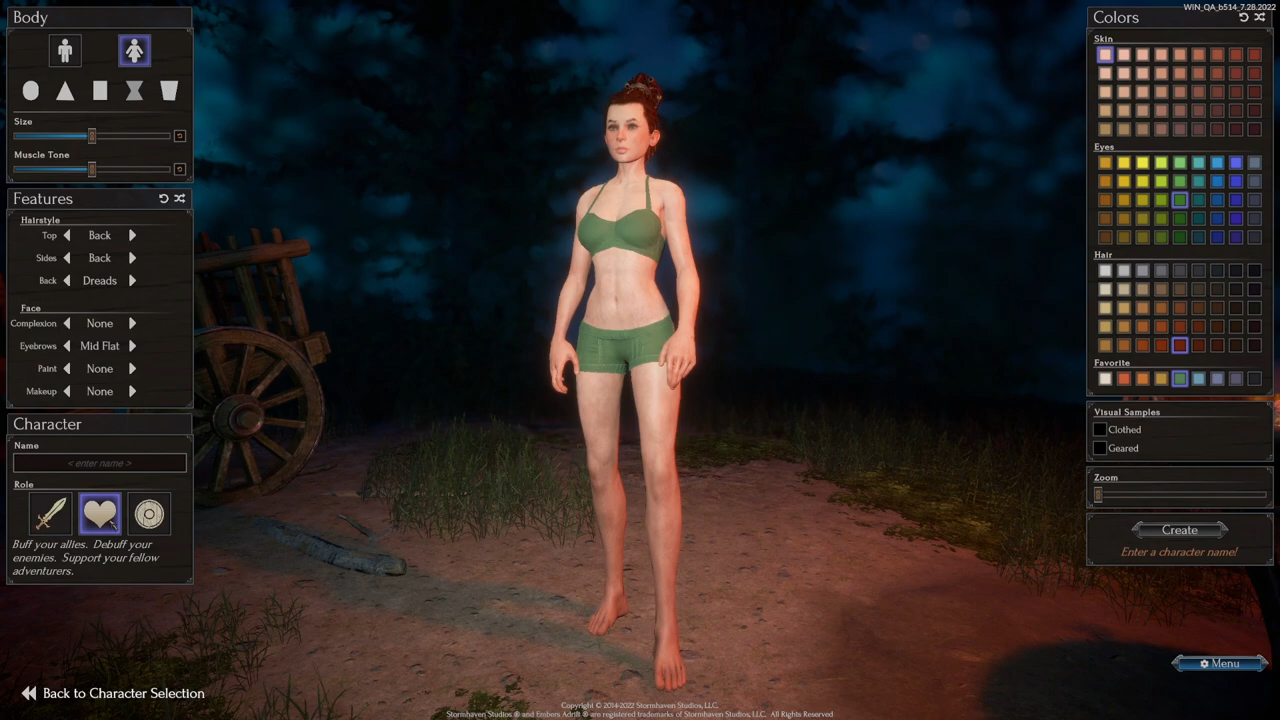 WIN_QA_b514_7.28.2022
Body
Size
Muscle Tone
Features
Hairstyle
Top Back
Sides Back
Back Dreads
Face
Complexion None
Eyebrows Mid Flat
Paint None
Makeup None
Character
Name
< enter name >
Role
Buff your allies. Debuff your
enemies. Support your fellow
adventurers.
Back to Character Selection
Colors
Skin
Eyes
Hair
Favorite
Visual Samples
Clothed
Geared
Zoom
Create
Enter a character name!
Menu
Copyright © 2014-2022 Stormhaven Studios, LLC.
Stormhaven Studios ® and Embers Adrift ® are registered trademarks of Stormhaven Studios, LLC. All Rights Reserved